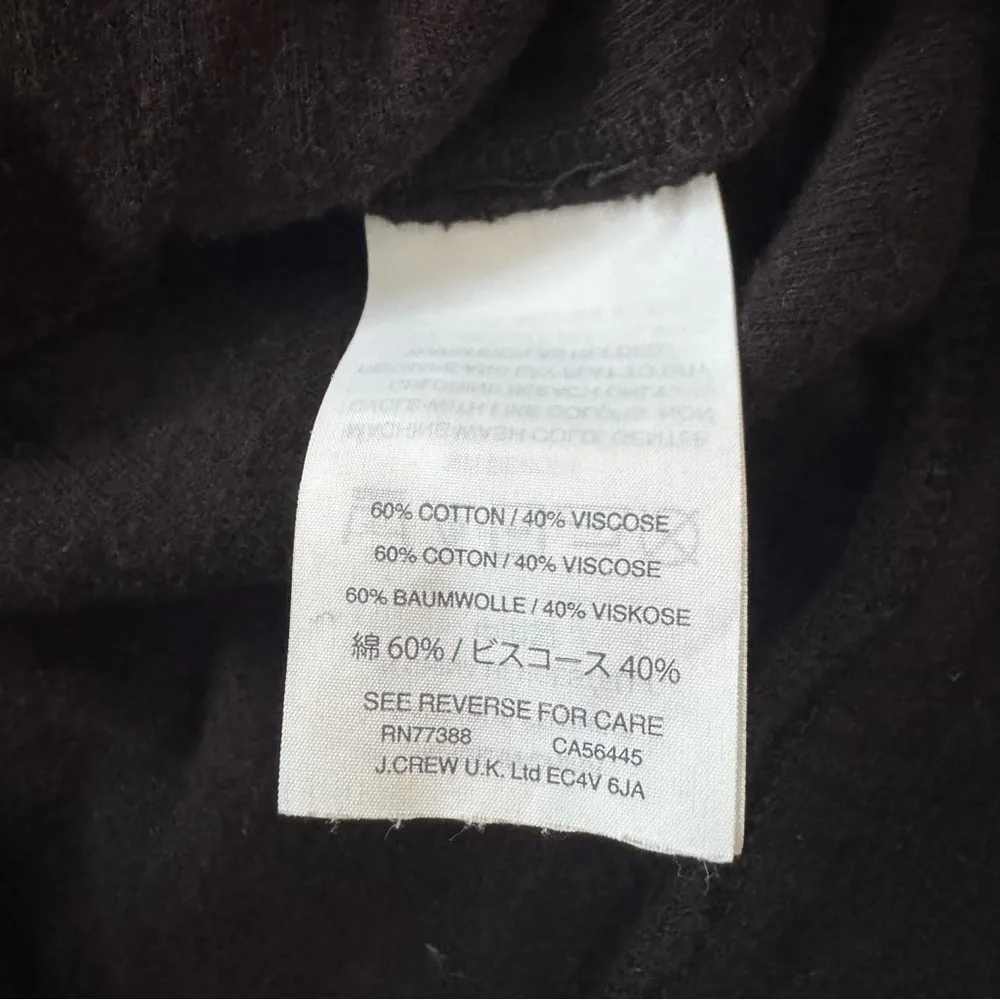 60% COTTON / 40% VISCOSE
60% COTON / 40% VISCOSE
60% BAUMWOLLE / 40% VISKOSE
綿 60% / ビスコース 40%
SEE REVERSE FOR CARE
RN77388 CA56445
J.CREW U.K. Ltd EC4V 6JA